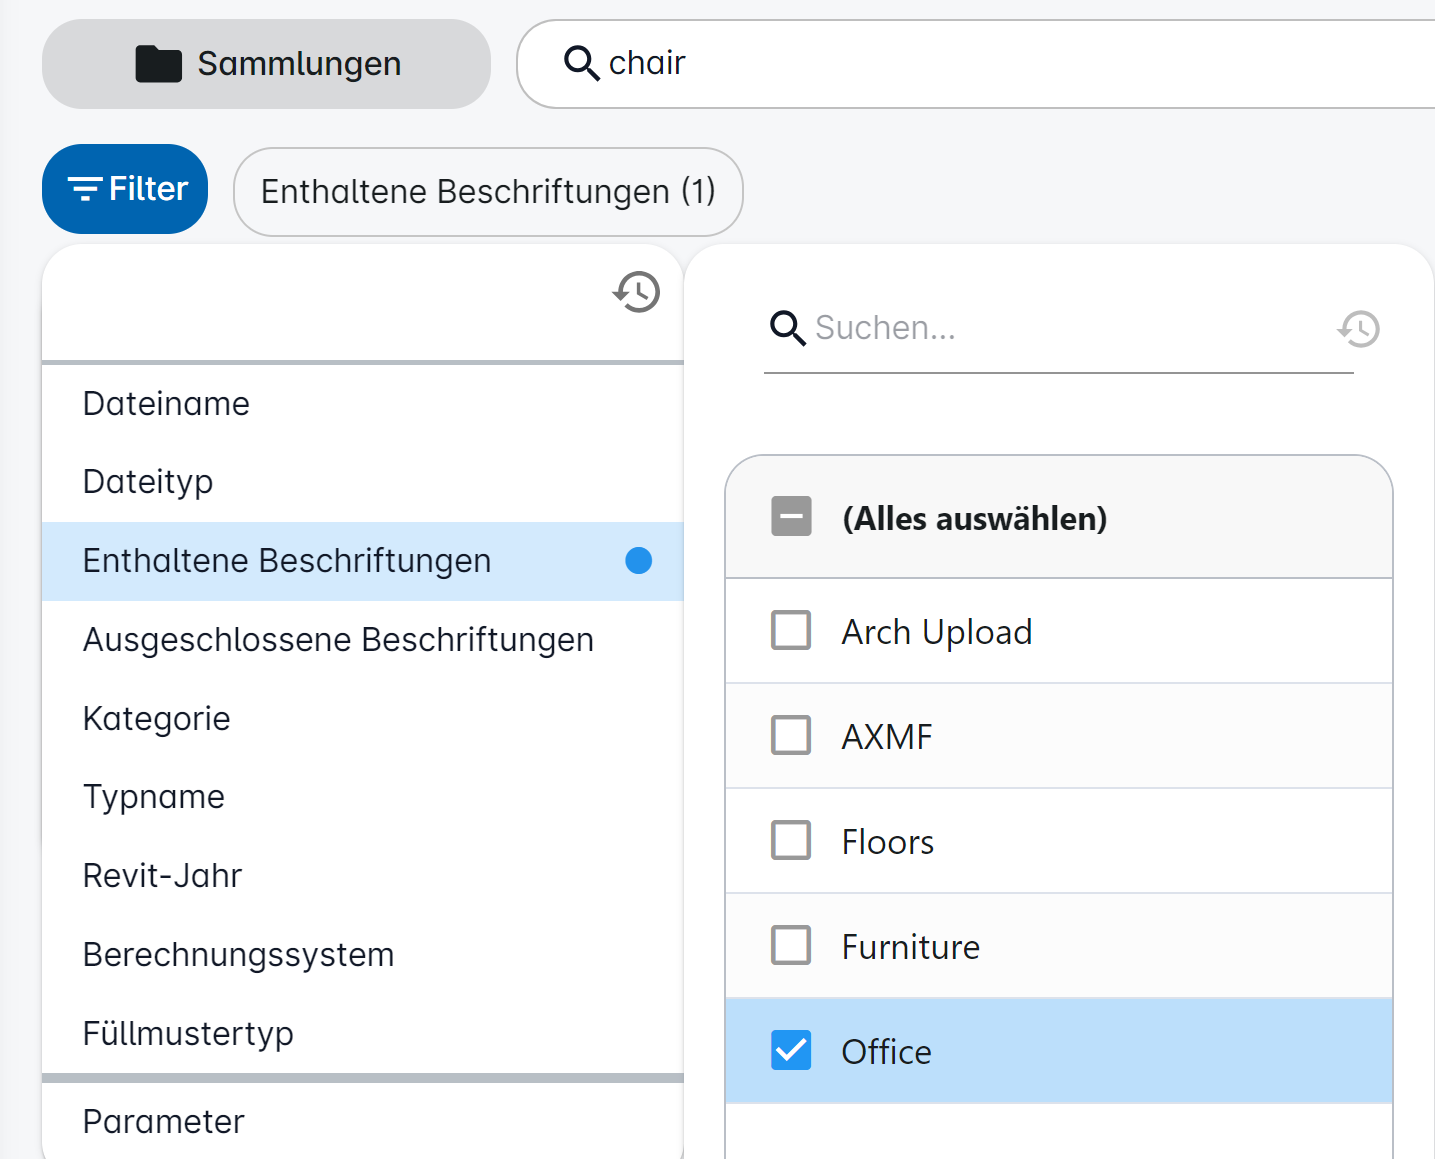 Sammlungen
chair
Filter
Enthaltene Beschriftungen (1)
Dateiname
Dateityp
Enthaltene Beschriftungen
Ausgeschlossene Beschriftungen
Kategorie
Typname
Revit-Jahr
Berechnungssystem
Füllmustertyp
Parameter
Suchen...
(Alles auswählen)
Arch Upload
AXMF
Floors
Furniture
Office